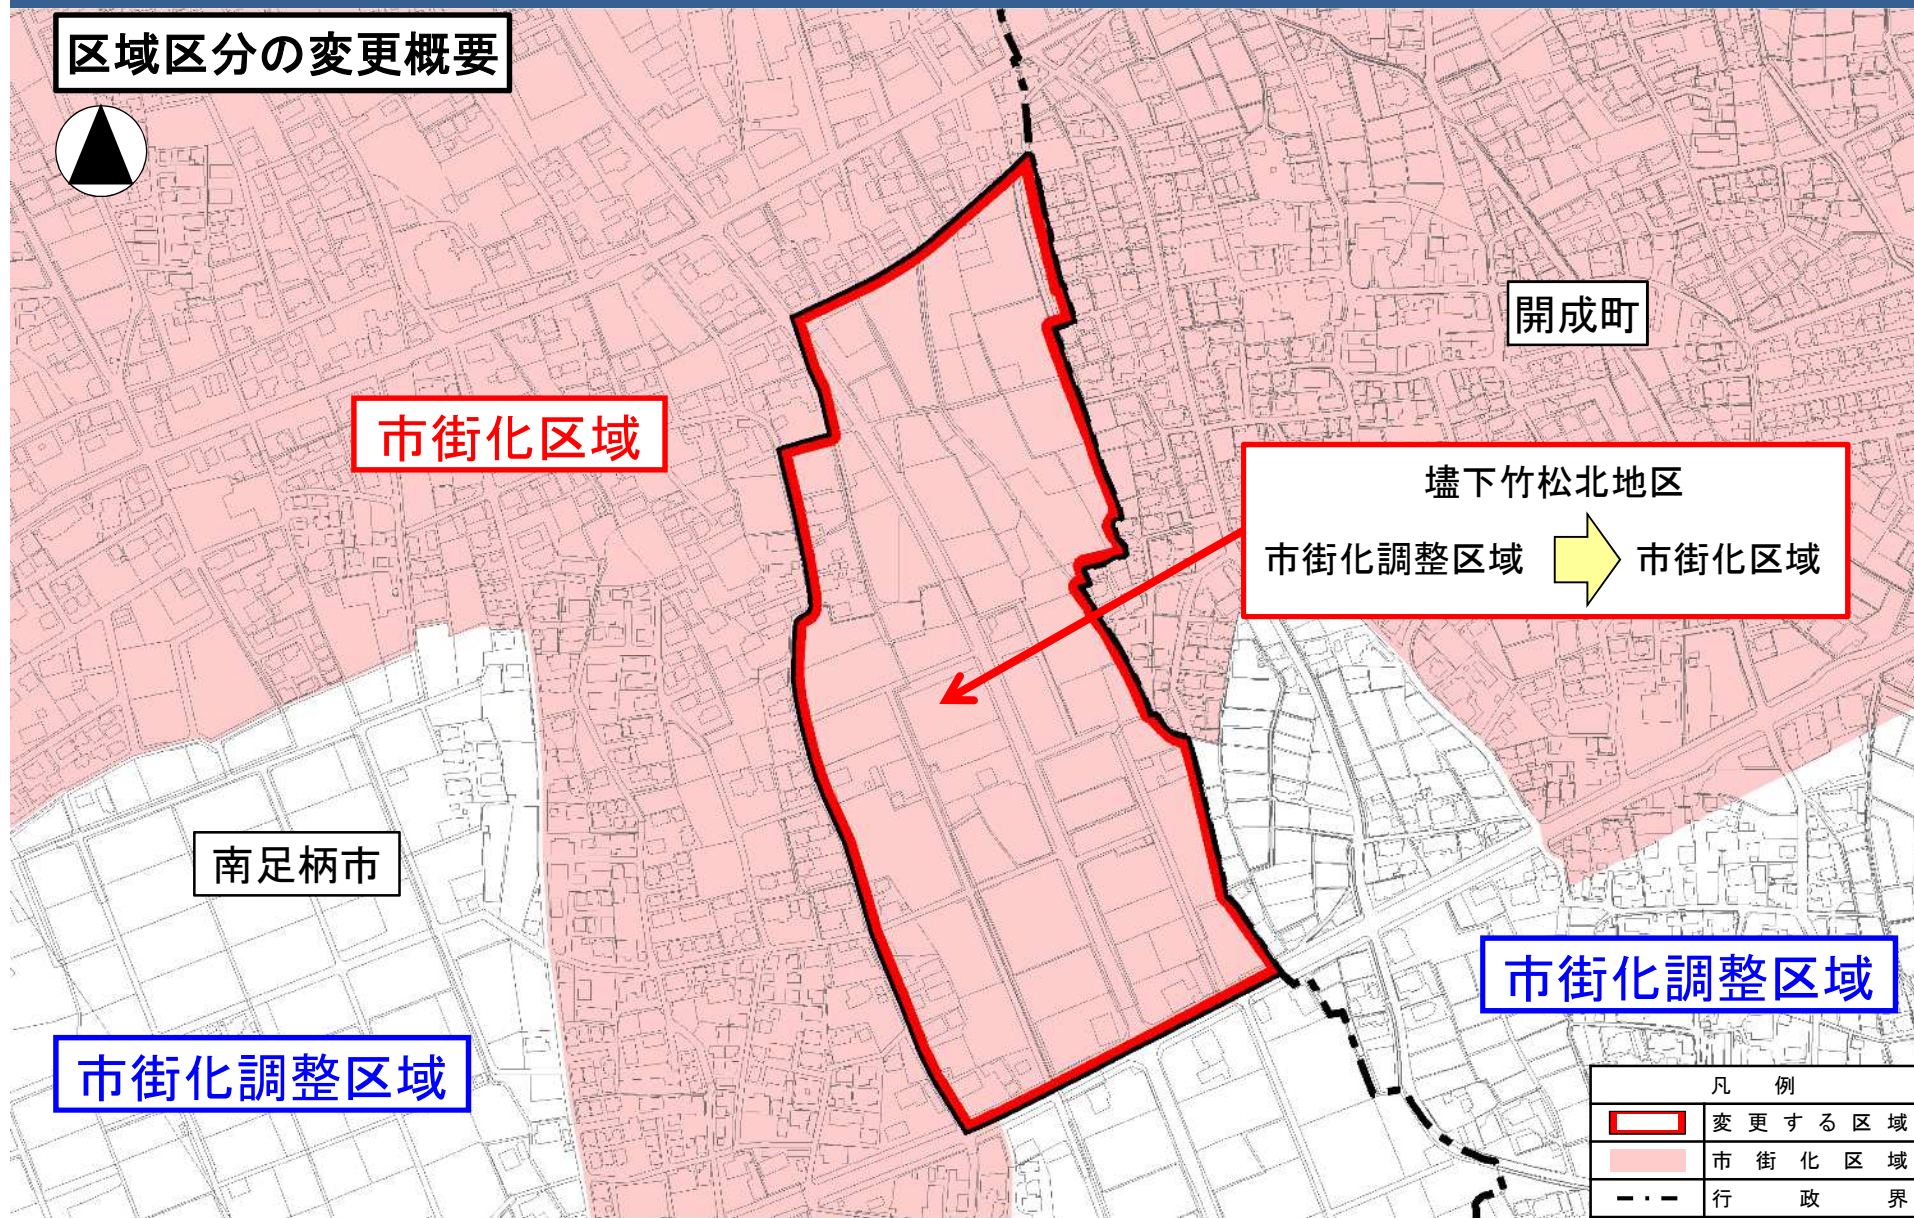 区域区分の変更概要
開成町
市街化区域
壗下竹松北地区
市街化調整区域 市街化区域
南足柄市
市街化調整区域
市街化調整区域
凡例
変更する区域
市街化区域
行政界